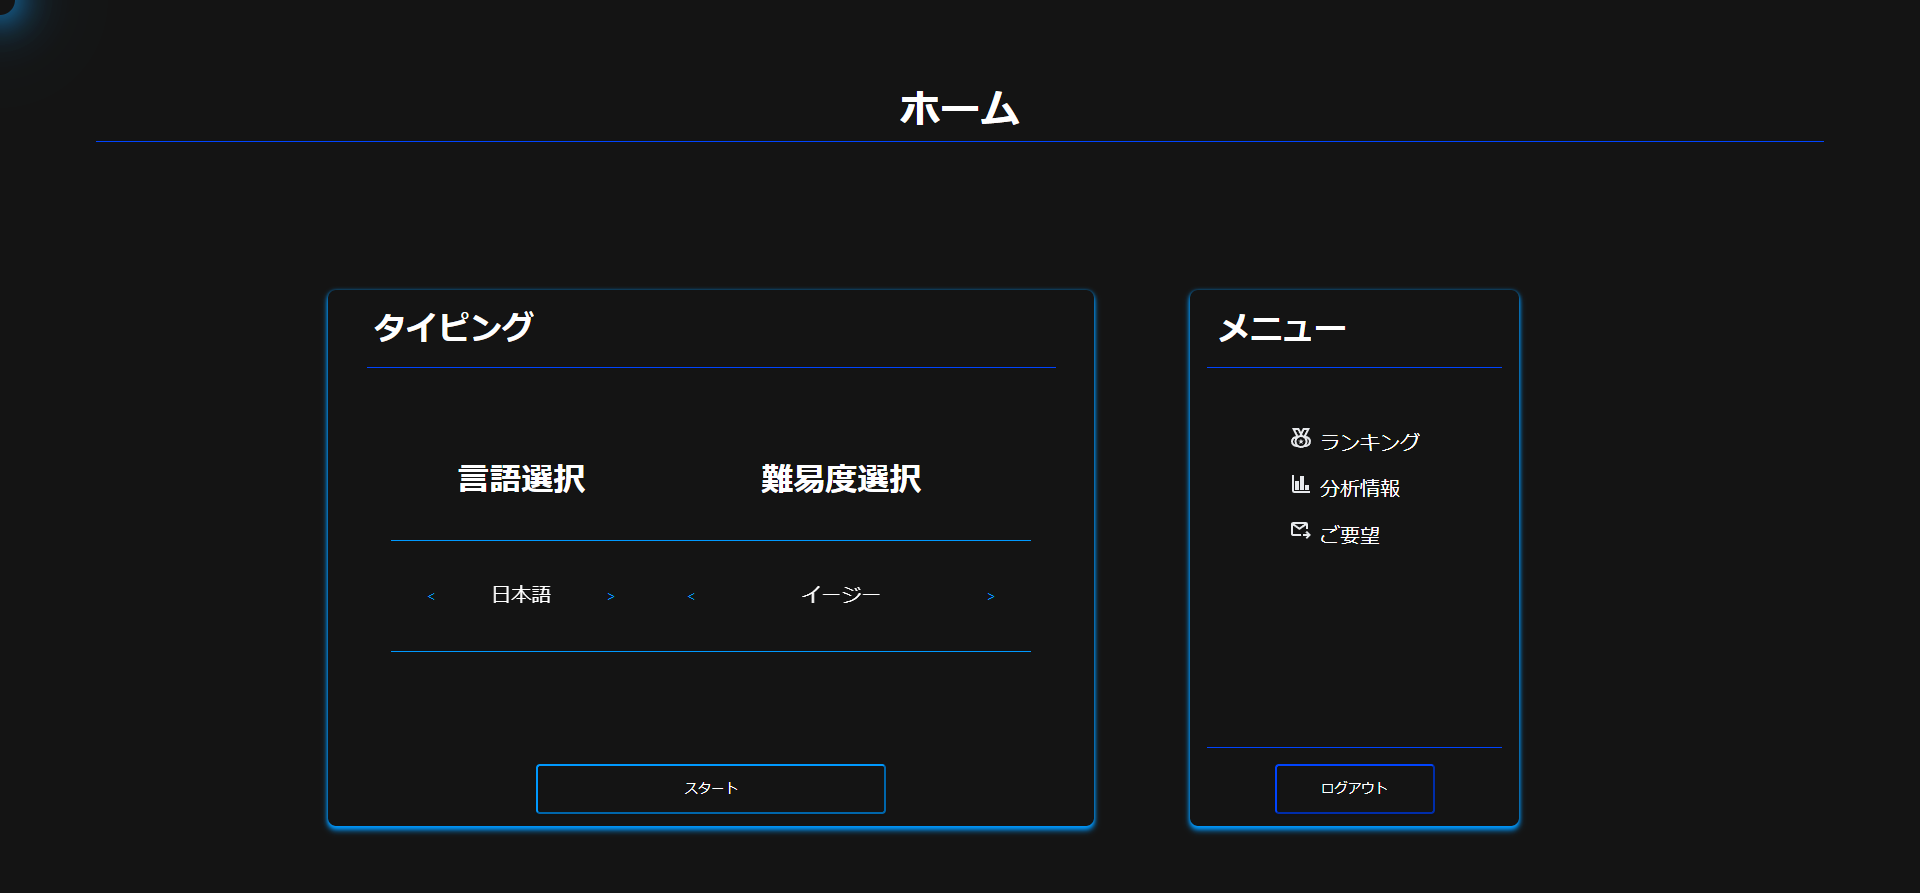 ホーム
タイピング
言語選択 難易度選択
< 日本語 > < イージー >
スタート
メニュー
ランキング
分析情報
ご要望
ログアウト